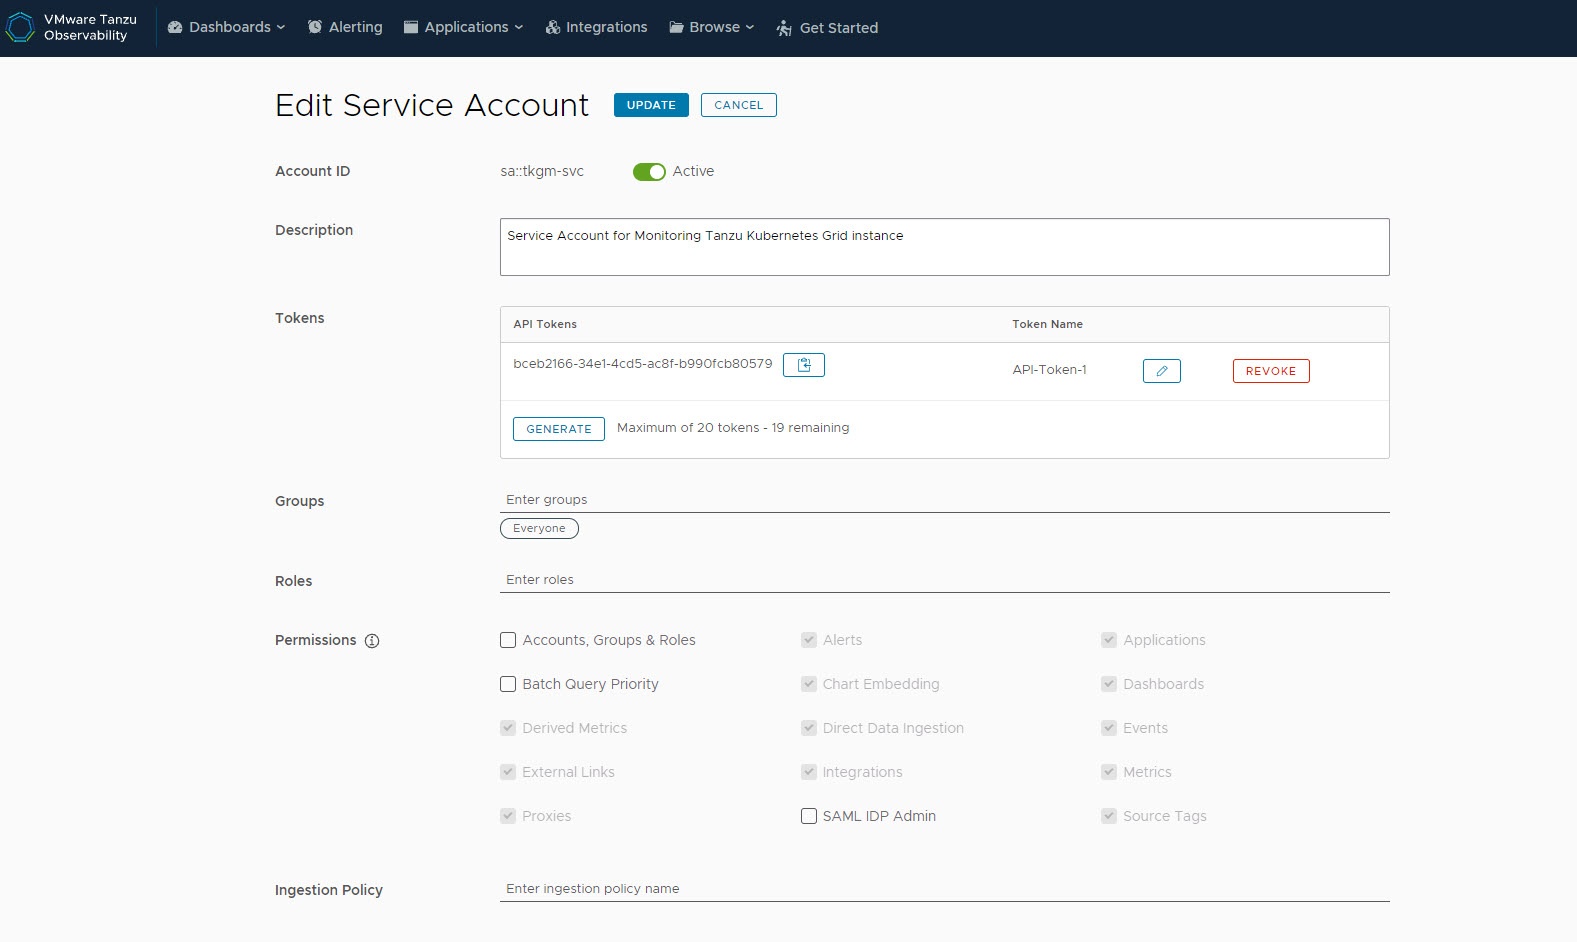 VMware Tanzu
Observability
Dashboards
Alerting
Applications
Integrations
Browse
Get Started
Edit Service Account
UPDATE
CANCEL
Account ID
sa::tkgm-svc
Active
Description
Service Account for Monitoring Tanzu Kubernetes Grid instance
Tokens
API Tokens
Token Name
bceb2166-34e1-4cd5-ac8f-b990fcb80579
API-Token-1
REVOKE
GENERATE
Maximum of 20 tokens - 19 remaining
Groups
Enter groups
Everyone
Roles
Enter roles
Permissions
Accounts, Groups & Roles
Alerts
Applications
Batch Query Priority
Chart Embedding
Dashboards
Derived Metrics
Direct Data Ingestion
Events
External Links
Integrations
Metrics
Proxies
SAML IDP Admin
Source Tags
Ingestion Policy
Enter ingestion policy name